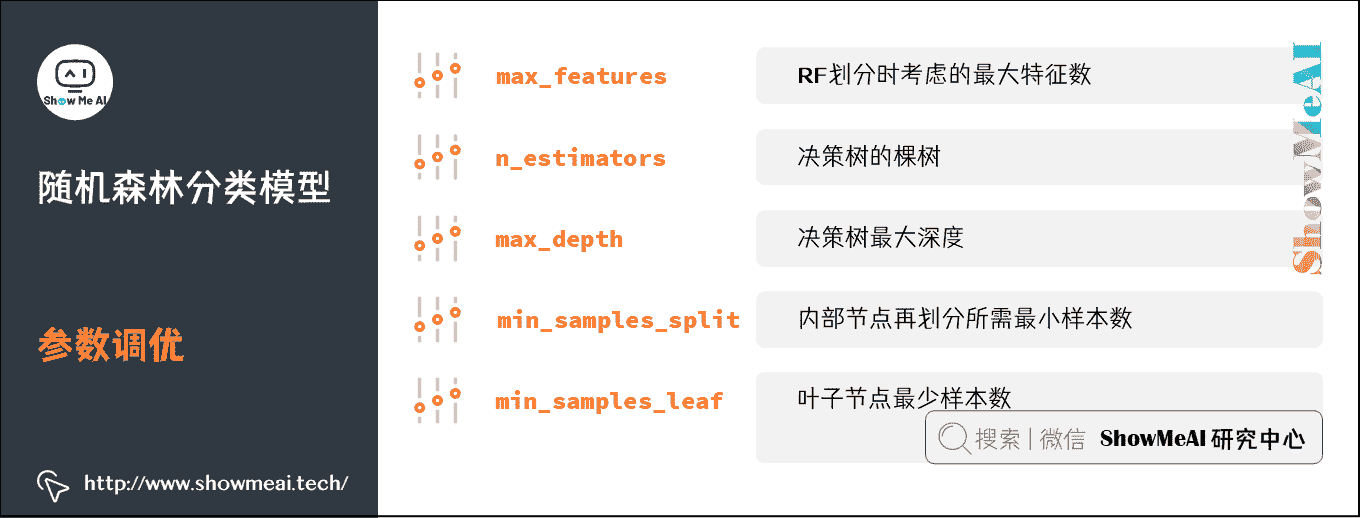 Show Me AI
随机森林分类模型
参数调优
http://www.showmeai.tech/
max_features
RF划分时考虑的最大特征数
n_estimators
决策树的棵树
max_depth
决策树最大深度
min_samples_split
内部节点再划分所需最小样本数
min_samples_leaf
叶子节点最少样本数
搜索 | 微信 ShowMeAI 研究中心
ShowMeAI